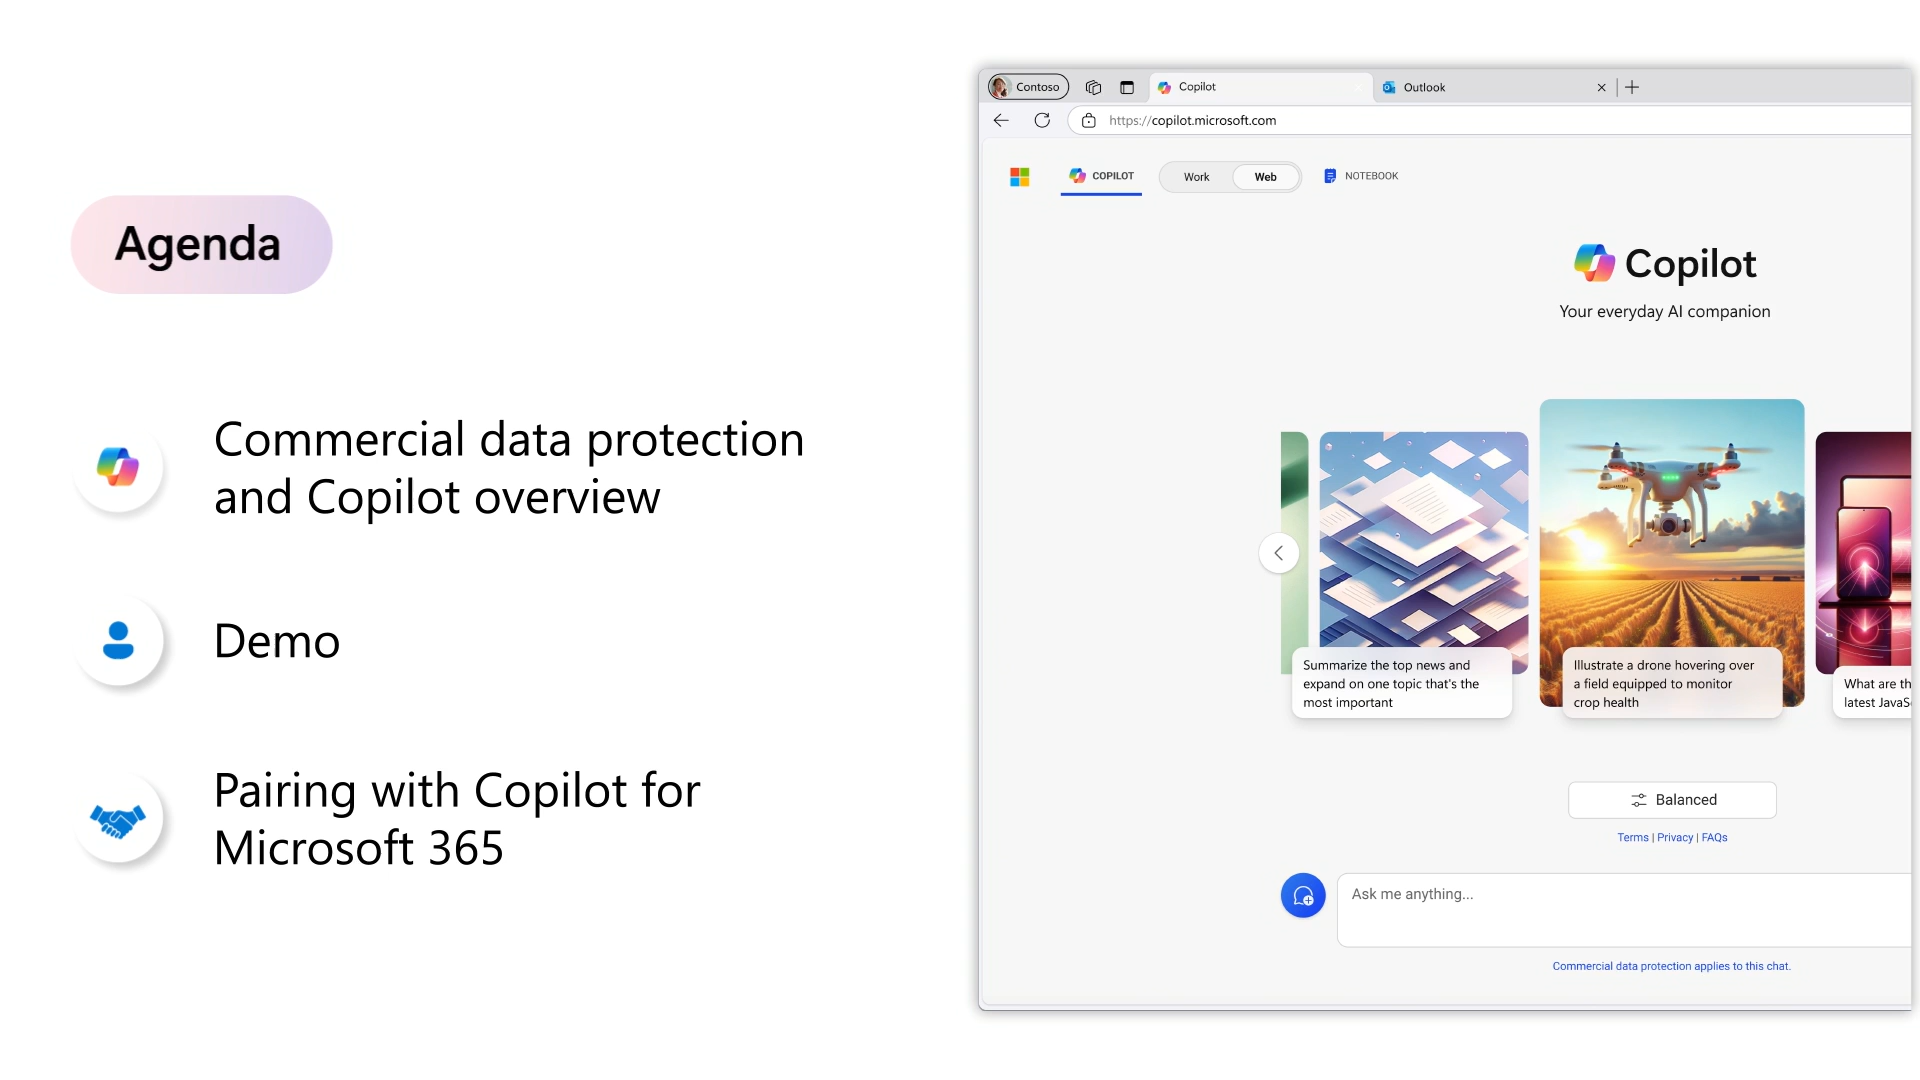 Agenda
Commercial data protection
and Copilot overview
Demo
Pairing with Copilot for
Microsoft 365
Contoso
Copilot
Outlook
https://copilot.microsoft.com
COPILOT
Work
Web
NOTEBOOK
Copilot
Your everyday AI companion
Summarize the top news and
expand on one topic that's the
most important
Illustrate a drone hovering over
a field equipped to monitor
crop health
What are th
latest JavaS
Balanced
Terms | Privacy | FAQs
Ask me anything...
Commercial data protection applies to this chat.